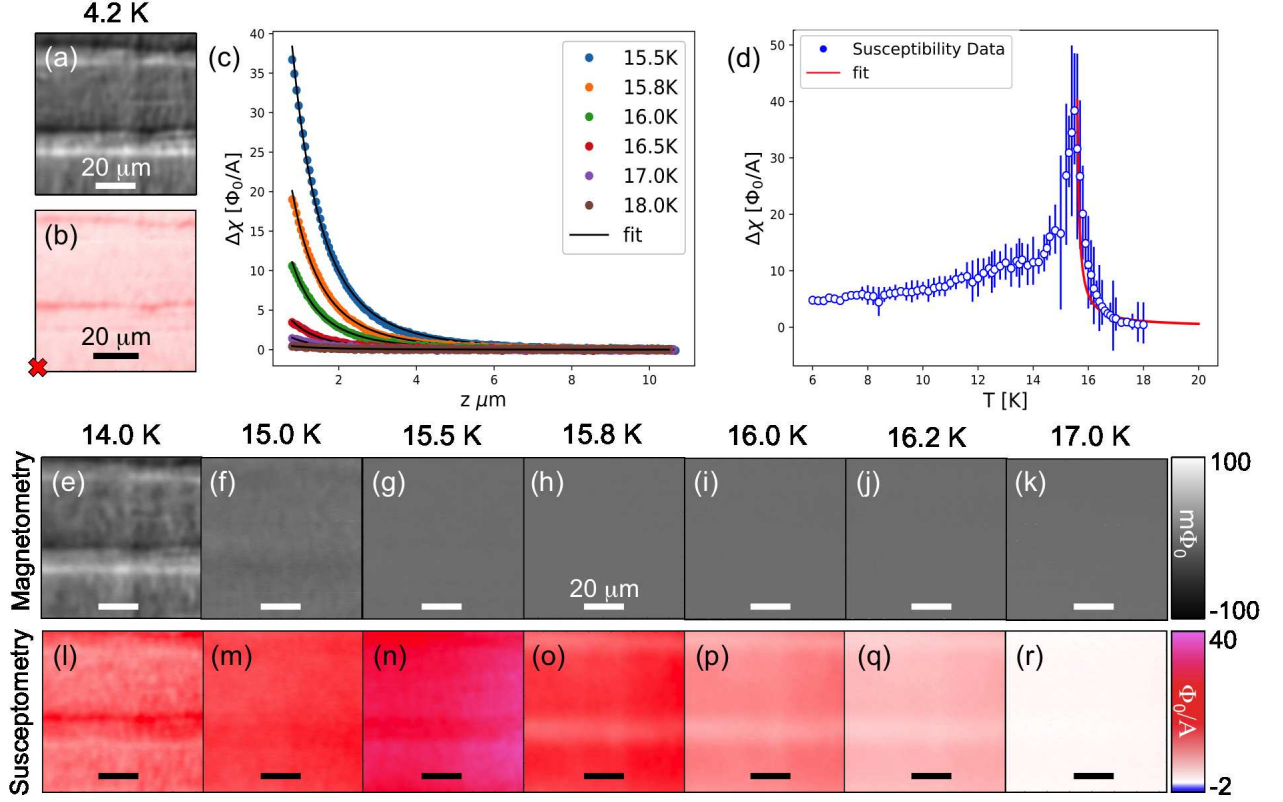 4.2 K
(a)
20 μm
(b)
20 μm
(c)
Δχ [Φ₀/A]
40
35
30
25
20
15
10
5
0
2
4
6
8
10
z μm
15.5K
15.8K
16.0K
16.5K
17.0K
18.0K
fit
(d)
Susceptibility Data
fit
Δχ [Φ₀/A]
50
40
30
20
10
0
6
8
10
12
14
16
18
20
T [K]
14.0 K
15.0 K
15.5 K
15.8 K
16.0 K
16.2 K
17.0 K
Magnetometry
(e)
(f)
(g)
(h)
(i)
(j)
(k)
20 μm
100
mΦ₀
-100
Susceptometry
(l)
(m)
(n)
(o)
(p)
(q)
(r)
40
Φ₀/A
-2